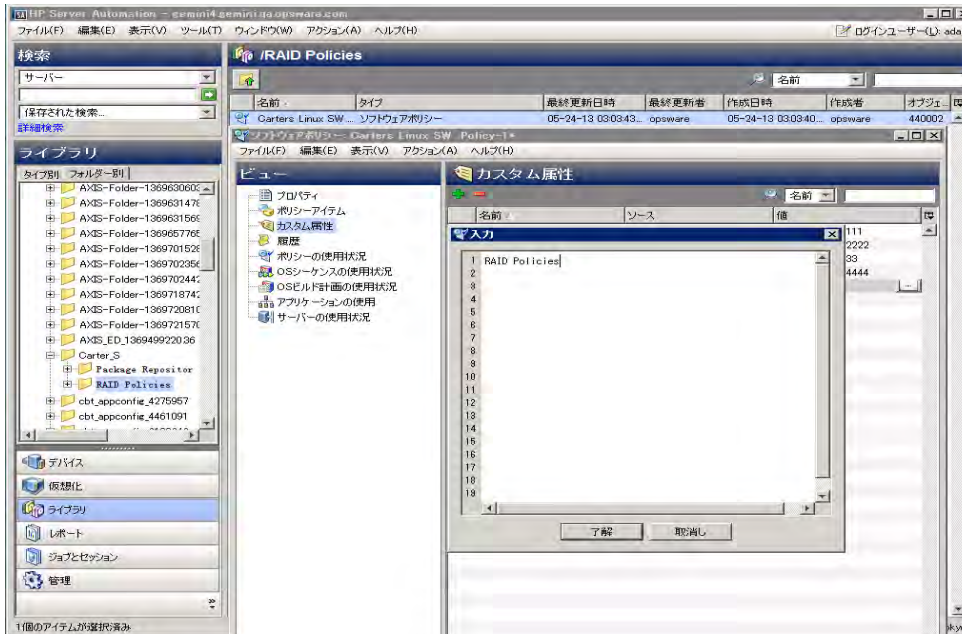 HP Server Automation - gemini4.gemini.qa.opsware.com
ファイル(F) 編集(E) 表示(V) ツール(T) ウィンドウ(W) アクション(A) ヘルプ(H)
ログインユーザー(L): ada
検索
サーバー
保存された検索...
詳細検索
ライブラリ
タイプ別 フォルダー別
AXIS-Folder-136963060
AXIS-Folder-136963147
AXIS-Folder-136963156
AXIS-Folder-136965776
AXIS-Folder-136970152
AXIS-Folder-136970235
AXIS-Folder-136970244
AXIS-Folder-136971874
AXIS-Folder-136972081
AXIS-Folder-136972157
AXIS_ED_136949922036
Carter_S
Package Repositor
RAID Policies
cbt_appconfig_4275957
cbt_appconfig_4461091
デバイス
仮想化
ライブラリ
レポート
ジョブとセッション
管理
1個のアイテムが選択済み
/RAID Policies
名前
名前 タイプ 最終更新日時 最終更新者 作成日時 作成者 オブジェ...
Carters Linux SW ... ソフトウェアポリシー 05-24-13 03:03:43... opsware 05-24-13 03:03:40... opsware 440002
ソフトウェアポリシー: Carters Linux SW Policy-1*
ファイル(F) 編集(E) 表示(V) アクション(A) ヘルプ(H)
ビュー
プロパティ
ポリシーアイテム
カスタム属性
履歴
ポリシーの使用状況
OSシーケンスの使用状況
OSビルド計画の使用状況
アプリケーションの使用
サーバーの使用状況
カスタム属性
名前
名前 ソース 値
111
2222
33
4444
...
入力
1 RAID Policies
2
3
4
5
6
7
8
9
10
11
12
13
14
15
16
17
18
19
了解 取消し